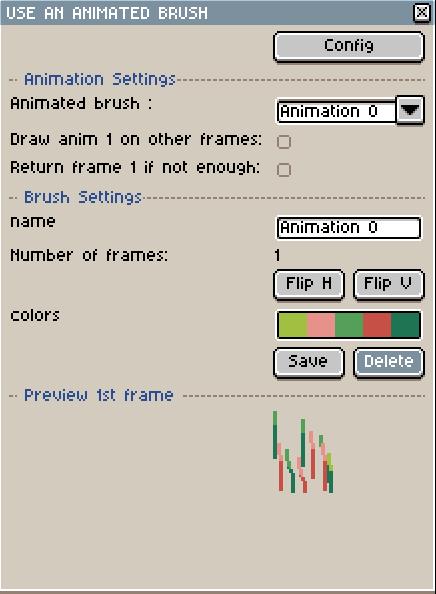 USE AN ANIMATED BRUSH
Config
Animation Settings
Animated brush :
Animation 0
Draw anim 1 on other frames:
Return frame 1 if not enough:
Brush Settings
name
Animation 0
Number of frames:
1
Flip H
Flip V
colors
Save
Delete
Preview 1st frame